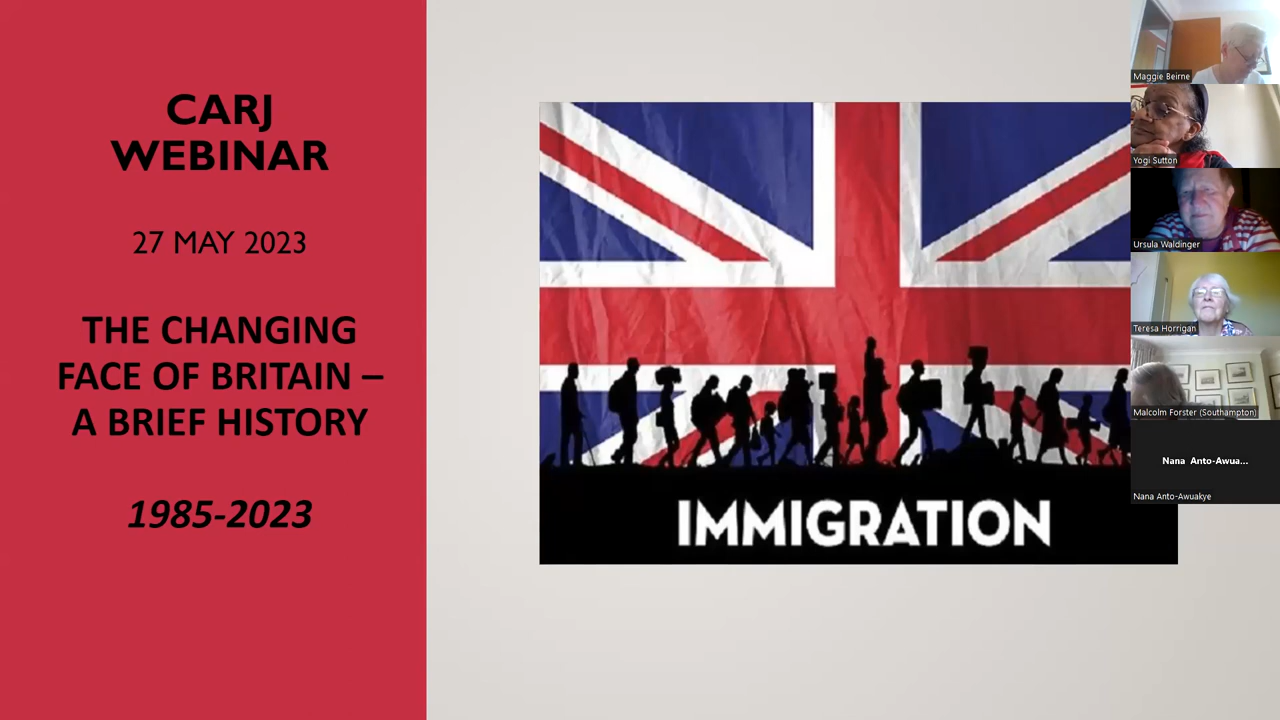 CARJ
WEBINAR
27 MAY 2023
THE CHANGING
FACE OF BRITAIN –
A BRIEF HISTORY
1985-2023
IMMIGRATION
Maggie Beirne
Yogi Sutton
Ursula Waldinger
Teresa Horrigan
Malcolm Forster (Southampton)
Nana Anto-Awua...
Nana Anto-Awuakye